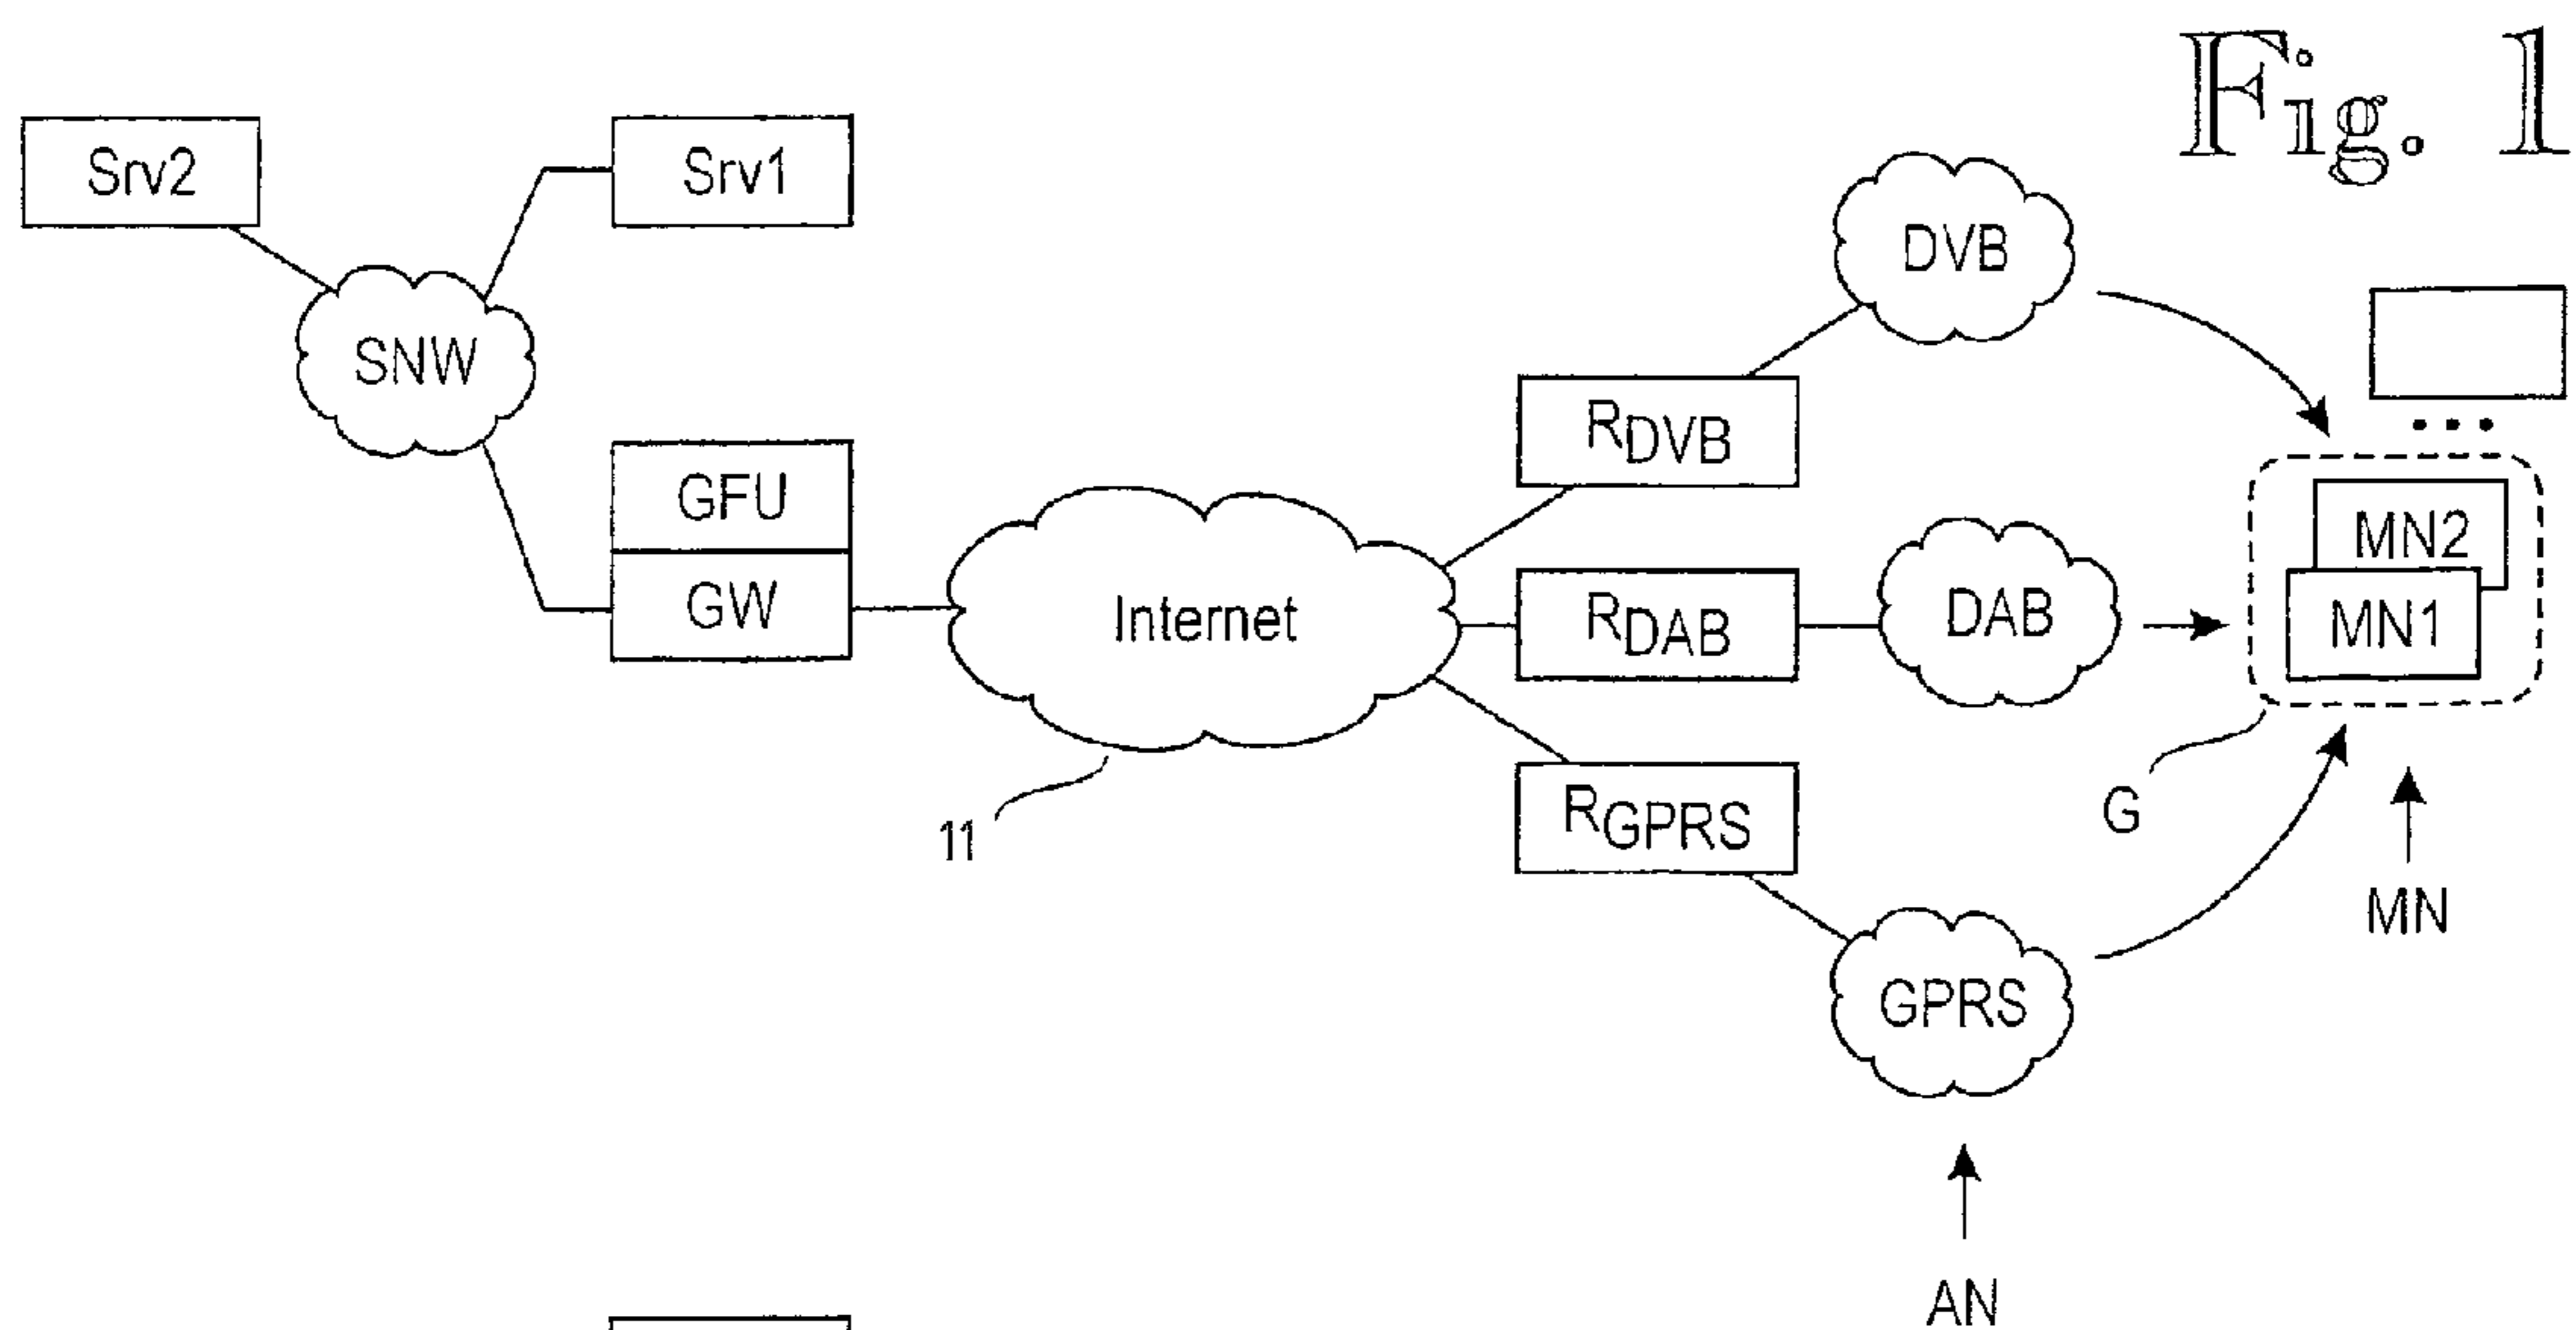 Fig. 1
Srv2
Srv1
DVB
SNW
RDVB
GFU
GW
Internet
RDAB
DAB
MN2
MN1
RGPRS
11
G
MN
GPRS
AN